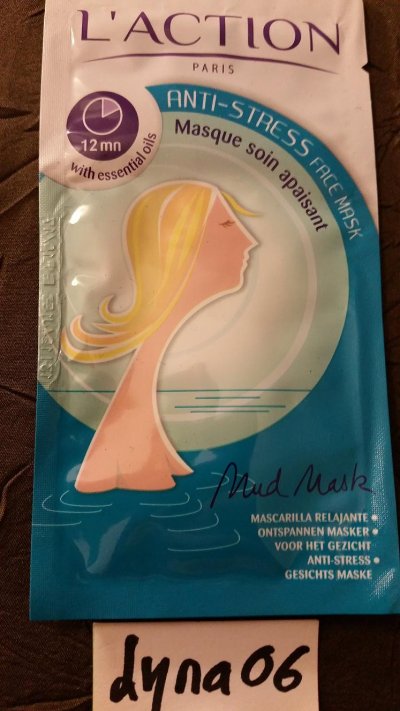 L'ACTION
PARIS
12 mn
with essential oils
ANTI-STRESS FACE MASK
Masque soin apaisant
Mud Mask
MASCARILLA RELAJANTE •
ONTSPANNEN MASKER •
VOOR HET GEZICHT
ANTI-STRESS •
GESICHTS MASKE
dyna06